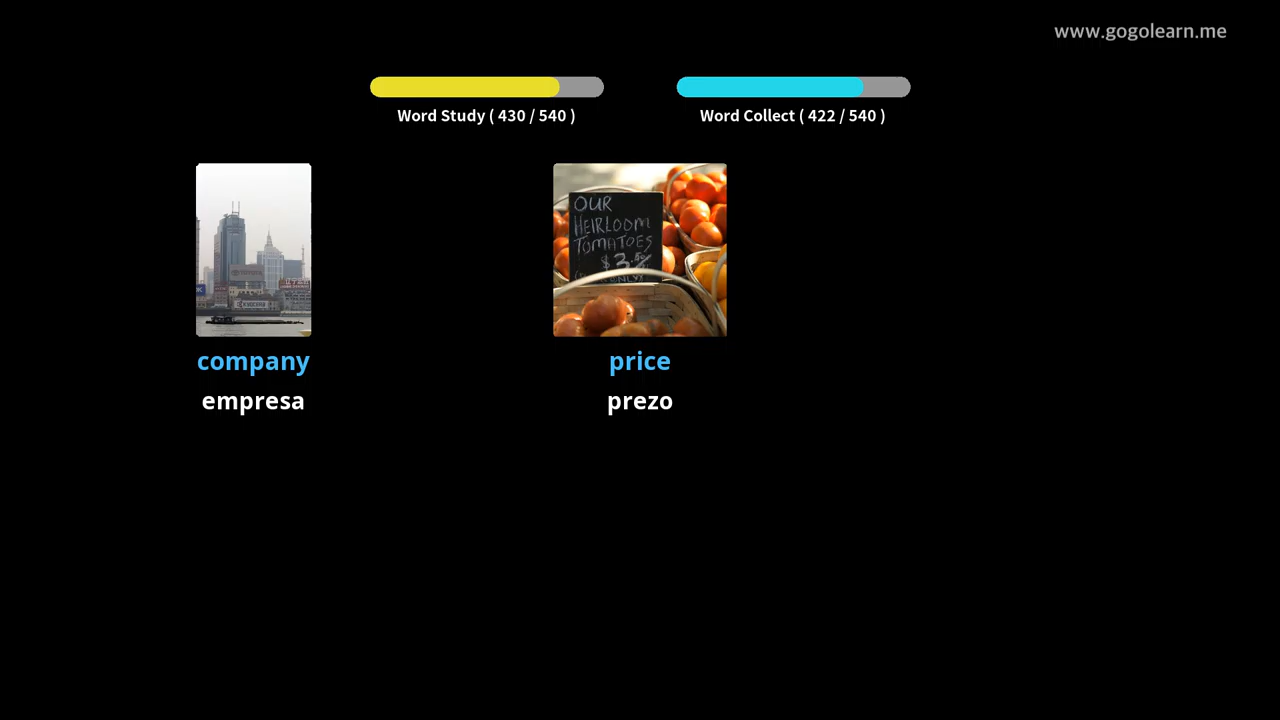 www.gogolearn.me
Word Study ( 430 / 540 )
Word Collect ( 422 / 540 )
OUR
HEIRLOOM
TOMATOES
company
price
empresa
prezo